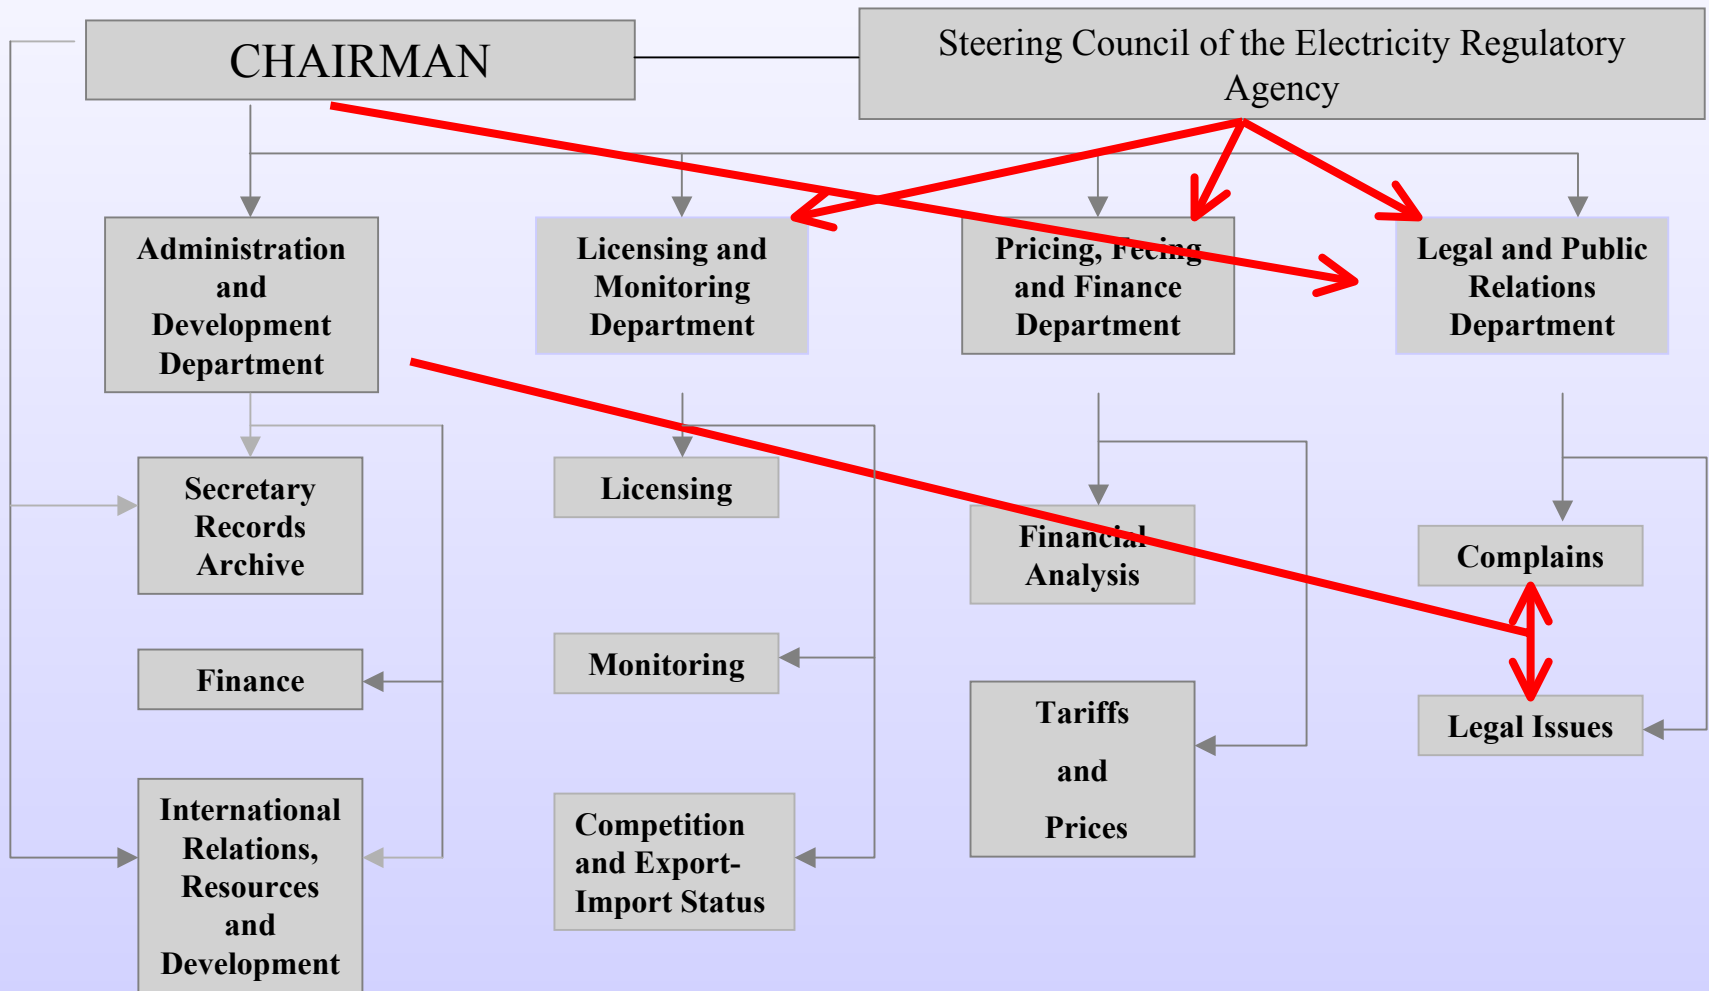 CHAIRMAN
Steering Council of the Electricity Regulatory
Agency
Administration
and
Development
Department
Licensing and
Monitoring
Department
Pricing, Feeing
and Finance
Department
Legal and Public
Relations
Department
Secretary
Records
Archive
Licensing
Financial
Analysis
Complains
Finance
Monitoring
Tariffs
and
Prices
Legal Issues
International
Relations,
Resources
and
Development
Competition
and Export-
Import Status